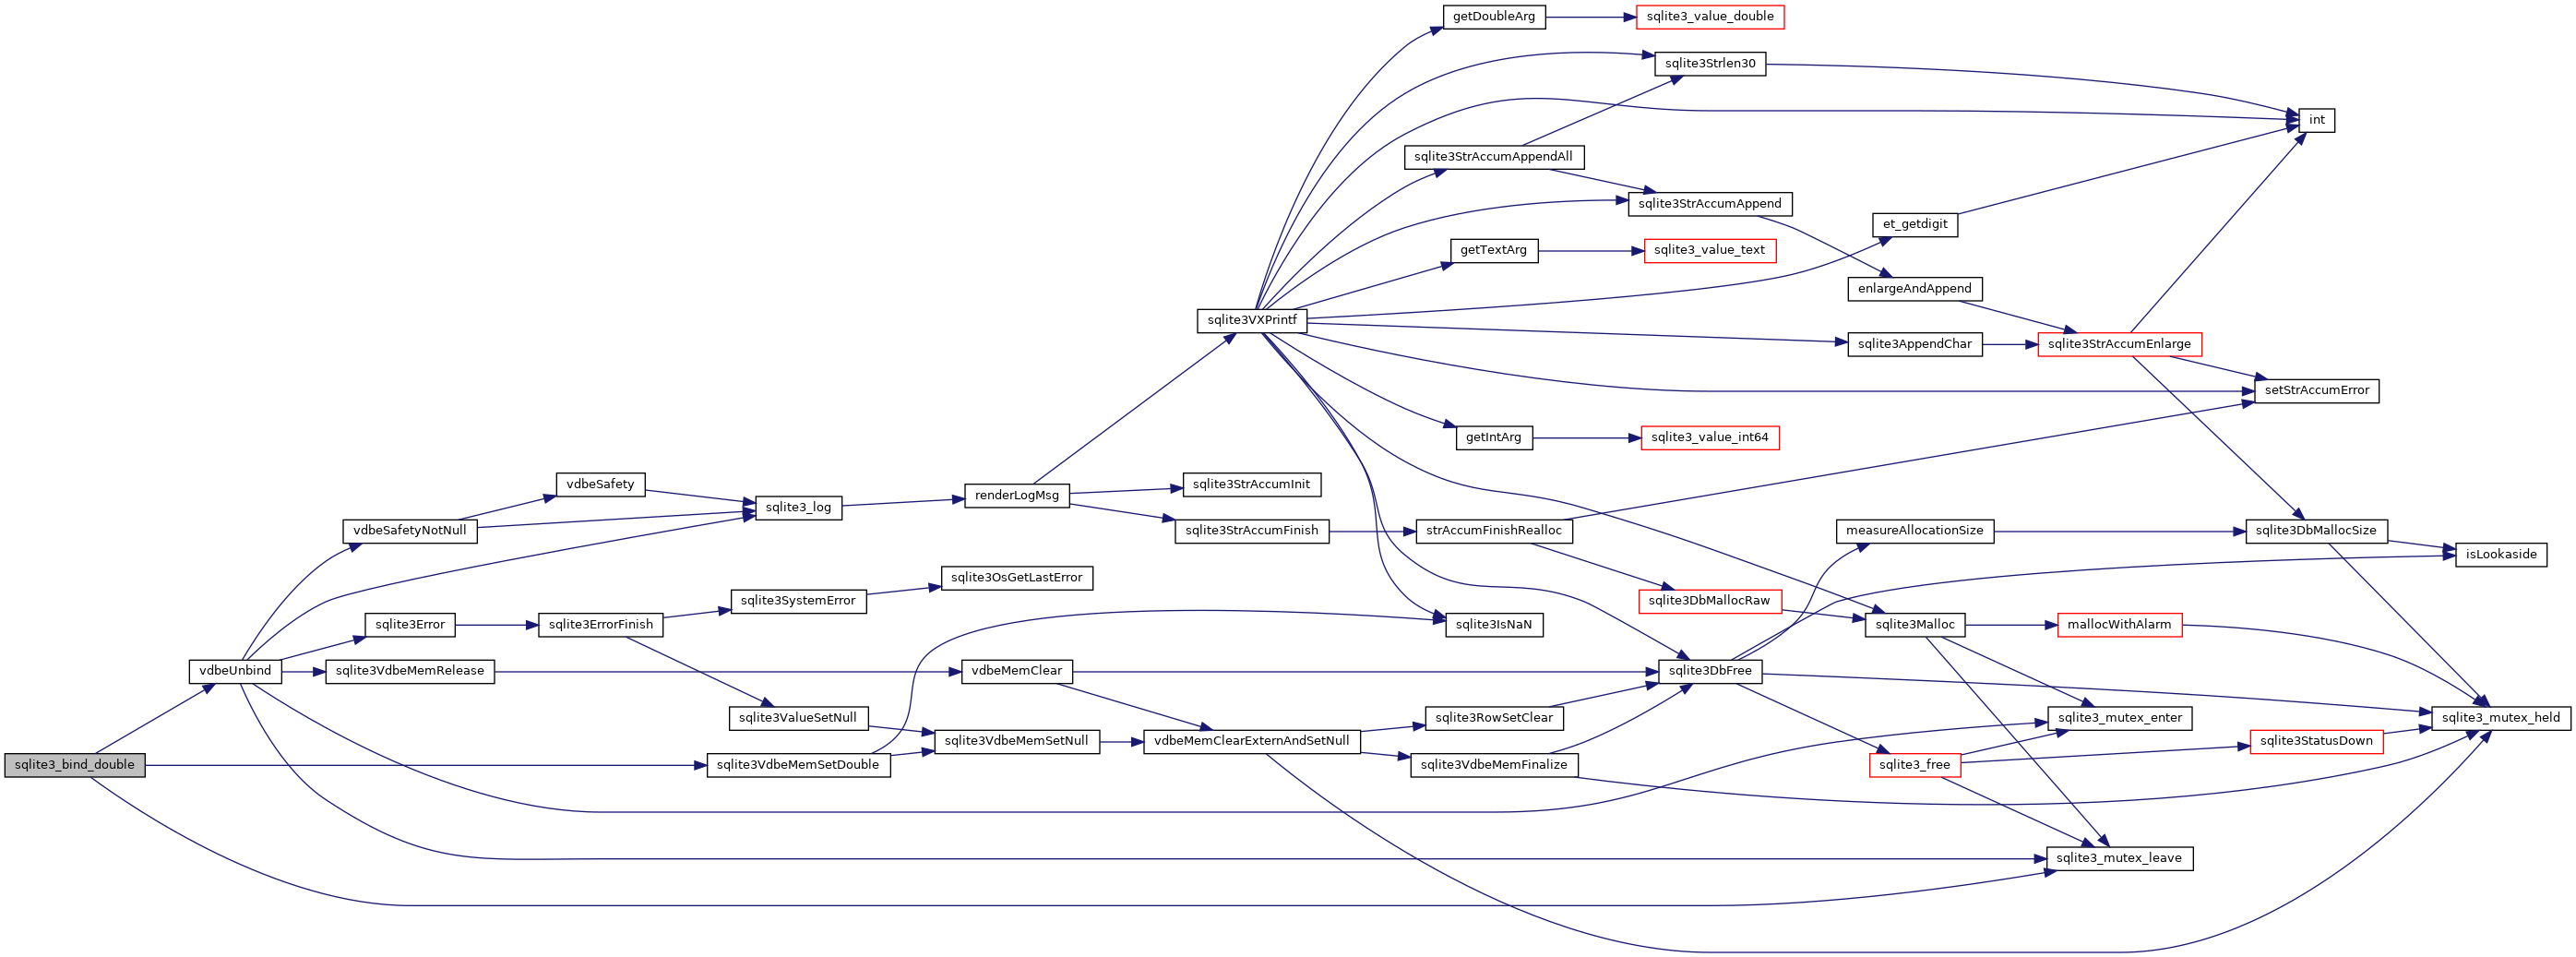 getDoubleArg
sqlite3_value_double
sqlite3Strlen30
int
sqlite3StrAccumAppendAll
sqlite3StrAccumAppend
et_getdigit
getTextArg
sqlite3_value_text
enlargeAndAppend
sqlite3VXPrintf
sqlite3AppendChar
sqlite3StrAccumEnlarge
setStrAccumError
getIntArg
sqlite3_value_int64
vdbeSafety
sqlite3_log
renderLogMsg
sqlite3StrAccumInit
vdbeSafetyNotNull
sqlite3StrAccumFinish
strAccumFinishRealloc
measureAllocationSize
sqlite3DbMallocSize
isLookaside
sqlite3OsGetLastError
sqlite3SystemError
sqlite3DbMallocRaw
sqlite3Error
sqlite3ErrorFinish
sqlite3IsNaN
sqlite3Malloc
mallocWithAlarm
vdbeUnbind
sqlite3VdbeMemRelease
vdbeMemClear
sqlite3DbFree
sqlite3ValueSetNull
sqlite3RowSetClear
sqlite3_mutex_enter
sqlite3_mutex_held
sqlite3VdbeMemSetNull
vdbeMemClearExternAndSetNull
sqlite3StatusDown
sqlite3_bind_double
sqlite3VdbeMemSetDouble
sqlite3VdbeMemFinalize
sqlite3_free
sqlite3_mutex_leave